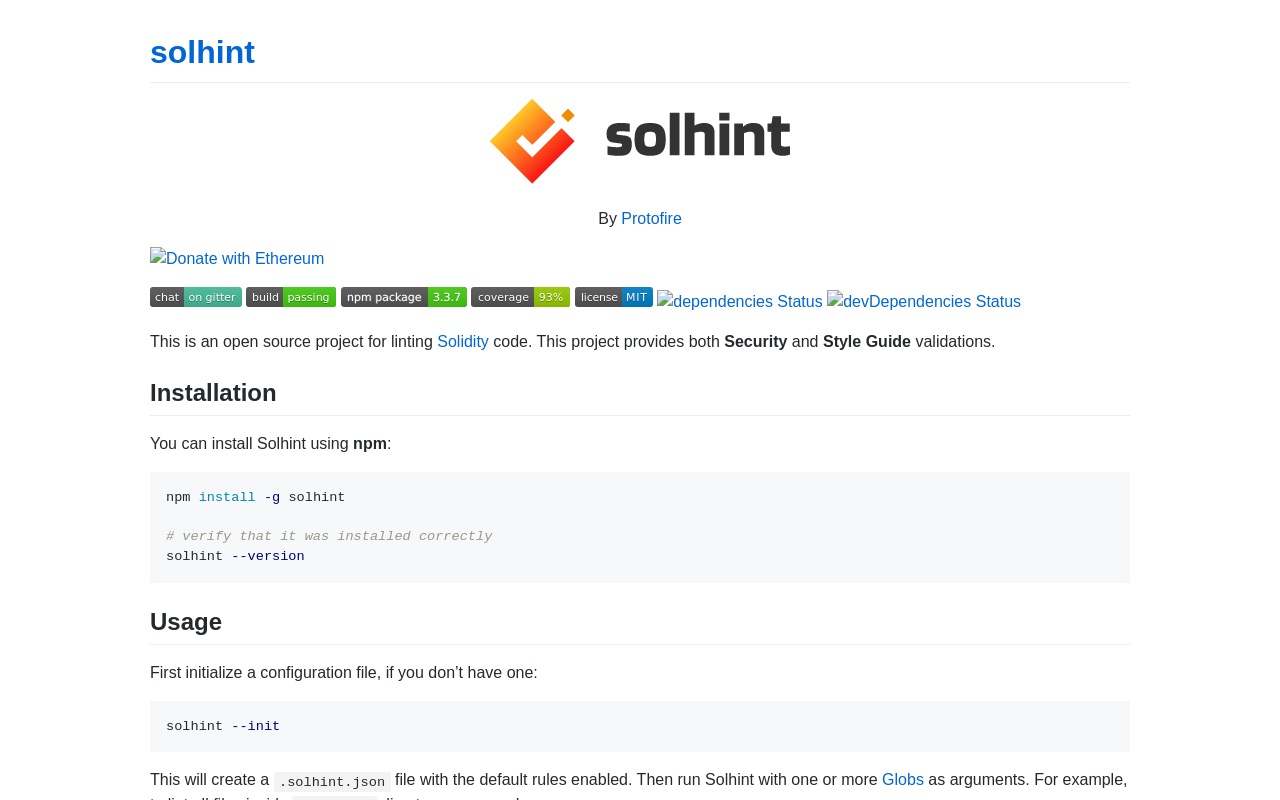 solhint
solhint
By Protofire
Donate with Ethereum
chat on gitter build passing npm package 3.3.7 coverage 93% license MIT dependencies Status devDependencies Status
This is an open source project for linting Solidity code. This project provides both Security and Style Guide validations.
Installation
You can install Solhint using npm:
npm install -g solhint
# verify that it was installed correctly
solhint --version
Usage
First initialize a configuration file, if you don’t have one:
solhint --init
This will create a .solhint.json file with the default rules enabled. Then run Solhint with one or more Globs as arguments. For example,